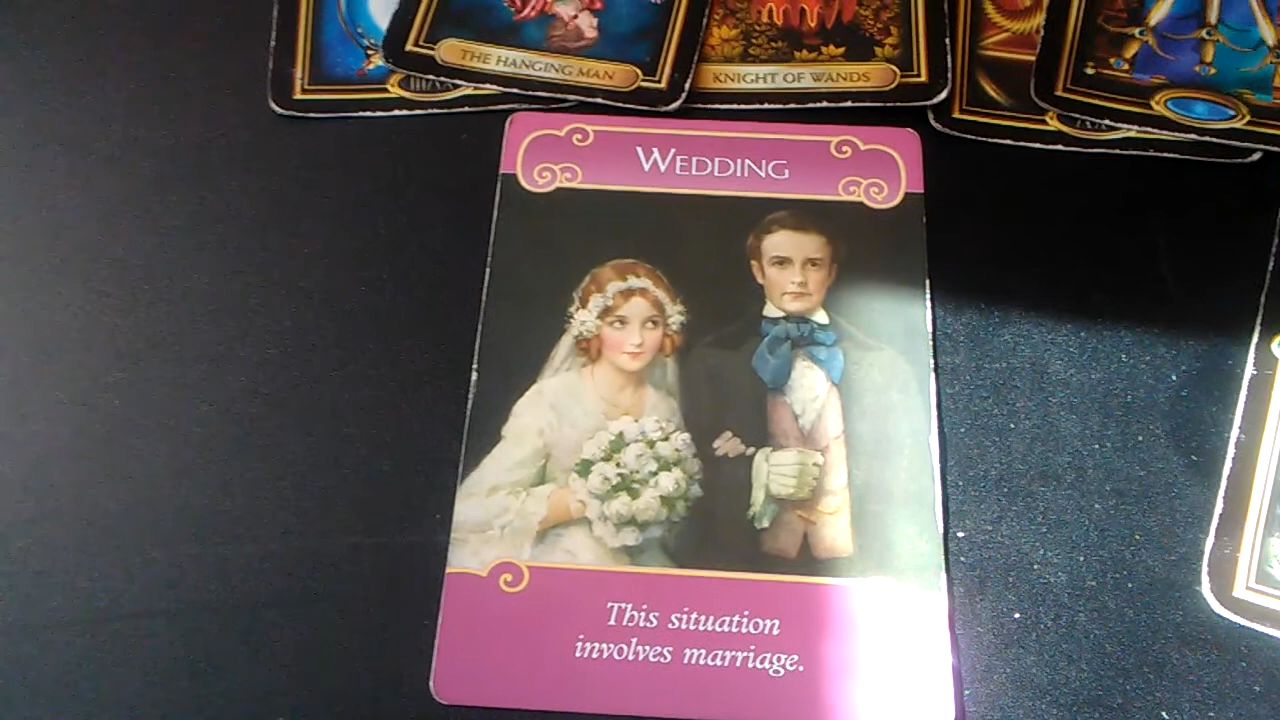 THE HANGING MAN
KNIGHT OF WANDS
WEDDING
This situation
involves marriage.